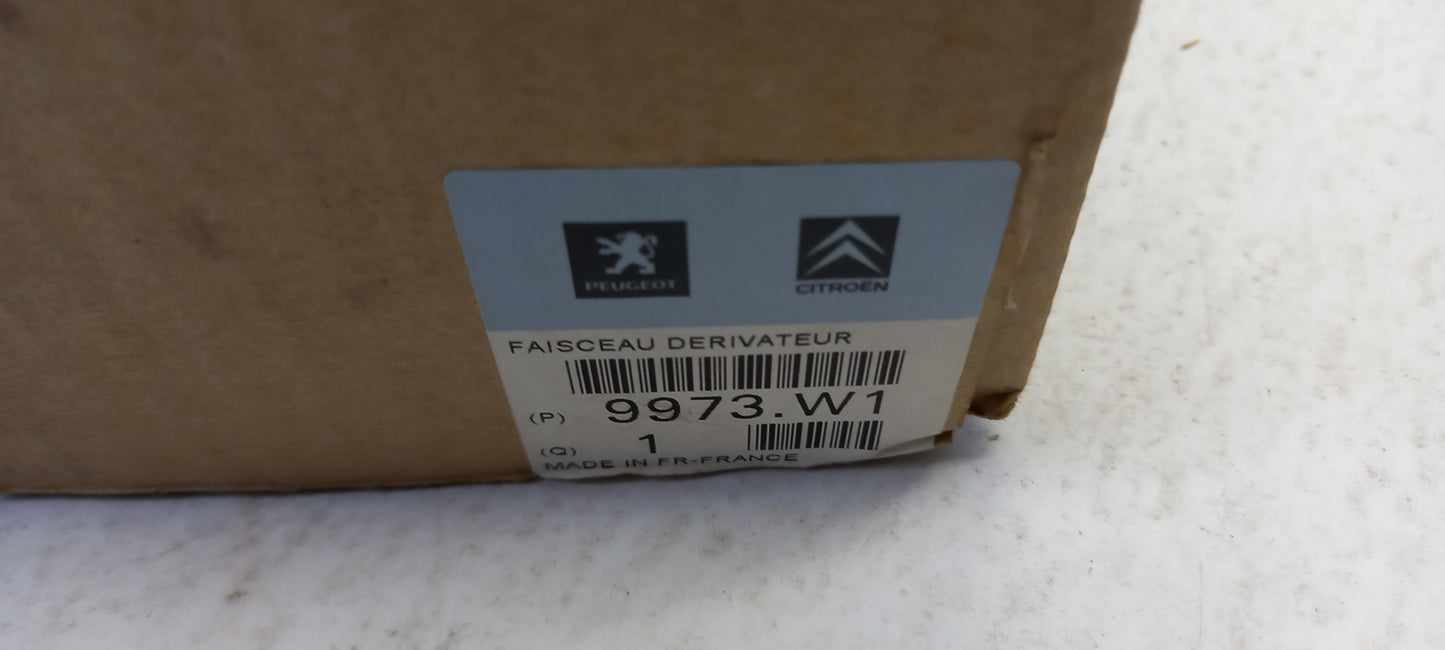 PEUGEOT
CITROËN
FAISCEAU DERIVATEUR
(P) 9973.W1
(Q) 1
MADE IN FR-FRANCE